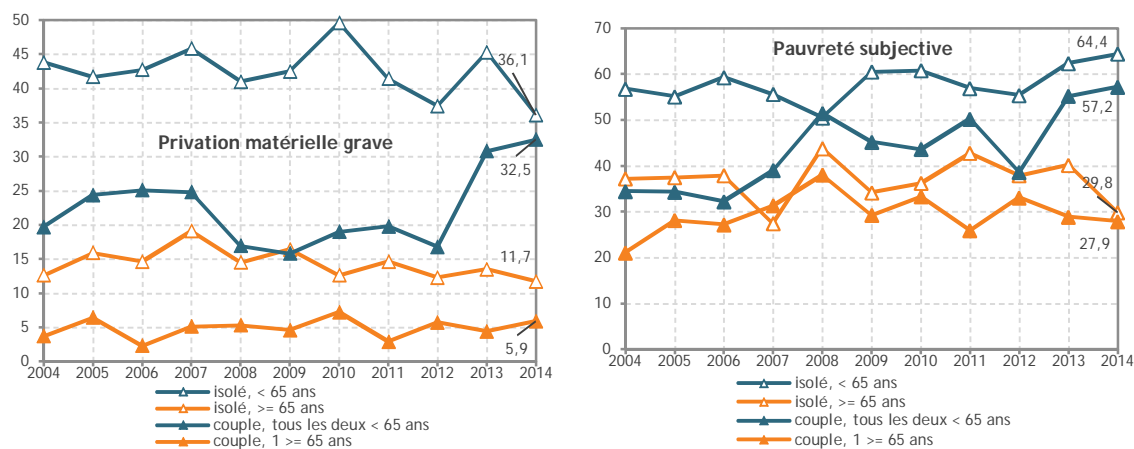 50
45
40
35
30
25
20
15
10
5
0
Privation matérielle grave
36,1
32,5
11,7
5,9
2004 2005 2006 2007 2008 2009 2010 2011 2012 2013 2014
isolé, < 65 ans
isolé, >= 65 ans
couple, tous les deux < 65 ans
couple, 1 >= 65 ans
70
60
50
40
30
20
10
0
Pauvreté subjective
64,4
57,2
29,8
27,9
2004 2005 2006 2007 2008 2009 2010 2011 2012 2013 2014
isolé, < 65 ans
isolé, >= 65 ans
couple, tous les deux < 65 ans
couple, 1 >= 65 ans